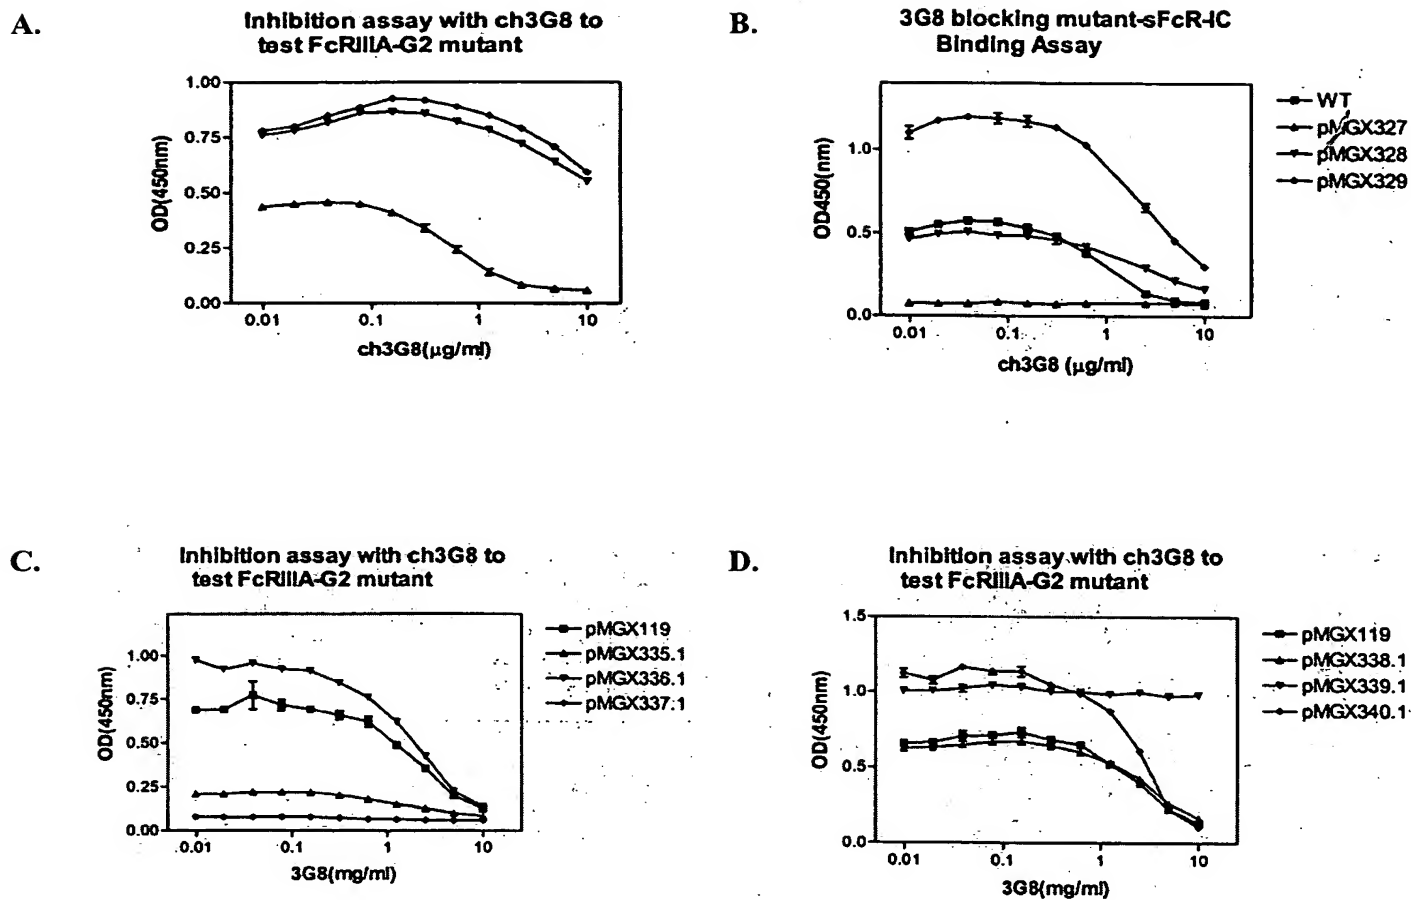 A.
Inhibition assay with ch3G8 to
test FcRIIIA-G2 mutant
1.00
0.75
0.50
0.25
0.00
OD(450nm)
0.01
0.1
1
10
ch3G8(μg/ml)
B.
3G8 blocking mutant-sFcR-IC
Binding Assay
1.0
0.5
0.0
OD450(nm)
0.01
0.1
1
10
ch3G8 (μg/ml)
WT
pMGX327
pMGX328
pMGX329
C.
Inhibition assay with ch3G8 to
test FcRIIIA-G2 mutant
1.00
0.75
0.50
0.25
0.00
OD(450nm)
0.01
0.1
1
10
3G8(mg/ml)
pMGX119
pMGX335.1
pMGX336.1
pMGX337.1
D.
Inhibition assay with ch3G8 to
test FcRIIIA-G2 mutant
1.5
1.0
0.5
0.0
OD(450nm)
0.01
0.1
1
10
3G8(mg/ml)
pMGX119
pMGX338.1
pMGX339.1
pMGX340.1